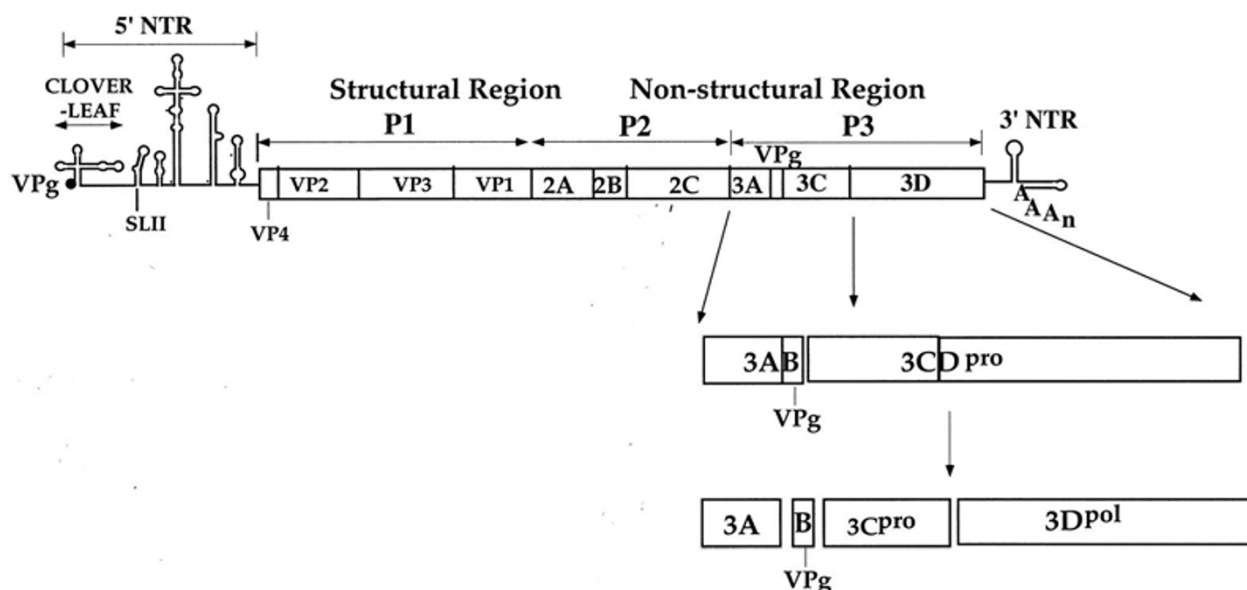 5' NTR
CLOVER
-LEAF
Structural Region
Non-structural Region
P1
P2
P3
3' NTR
VPg
VPg
VP2
VP3
VP1
2A
2B
2C
3A
3C
3D
SLII
VP4
AAAn
3A
B
3CD pro
VPg
3A
B
3Cpro
3Dpol
VPg